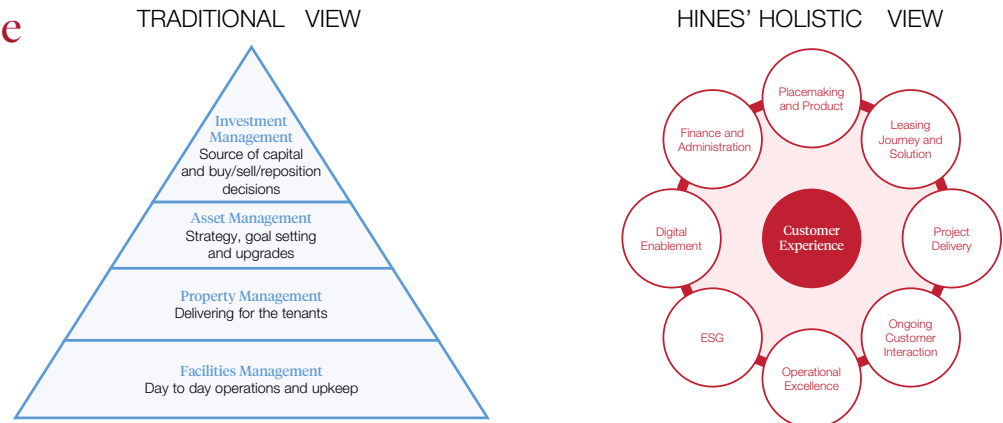 e
TRADITIONAL VIEW
Investment
Management
Source of capital
and buy/sell/reposition
decisions
Asset Management
Strategy, goal setting
and upgrades
Property Management
Delivering for the tenants
Facilities Management
Day to day operations and upkeep
HINES’ HOLISTIC VIEW
Placemaking
and Product
Leasing
Journey and
Solution
Project
Delivery
Ongoing
Customer
Interaction
Operational
Excellence
ESG
Digital
Enablement
Finance and
Administration
Customer
Experience